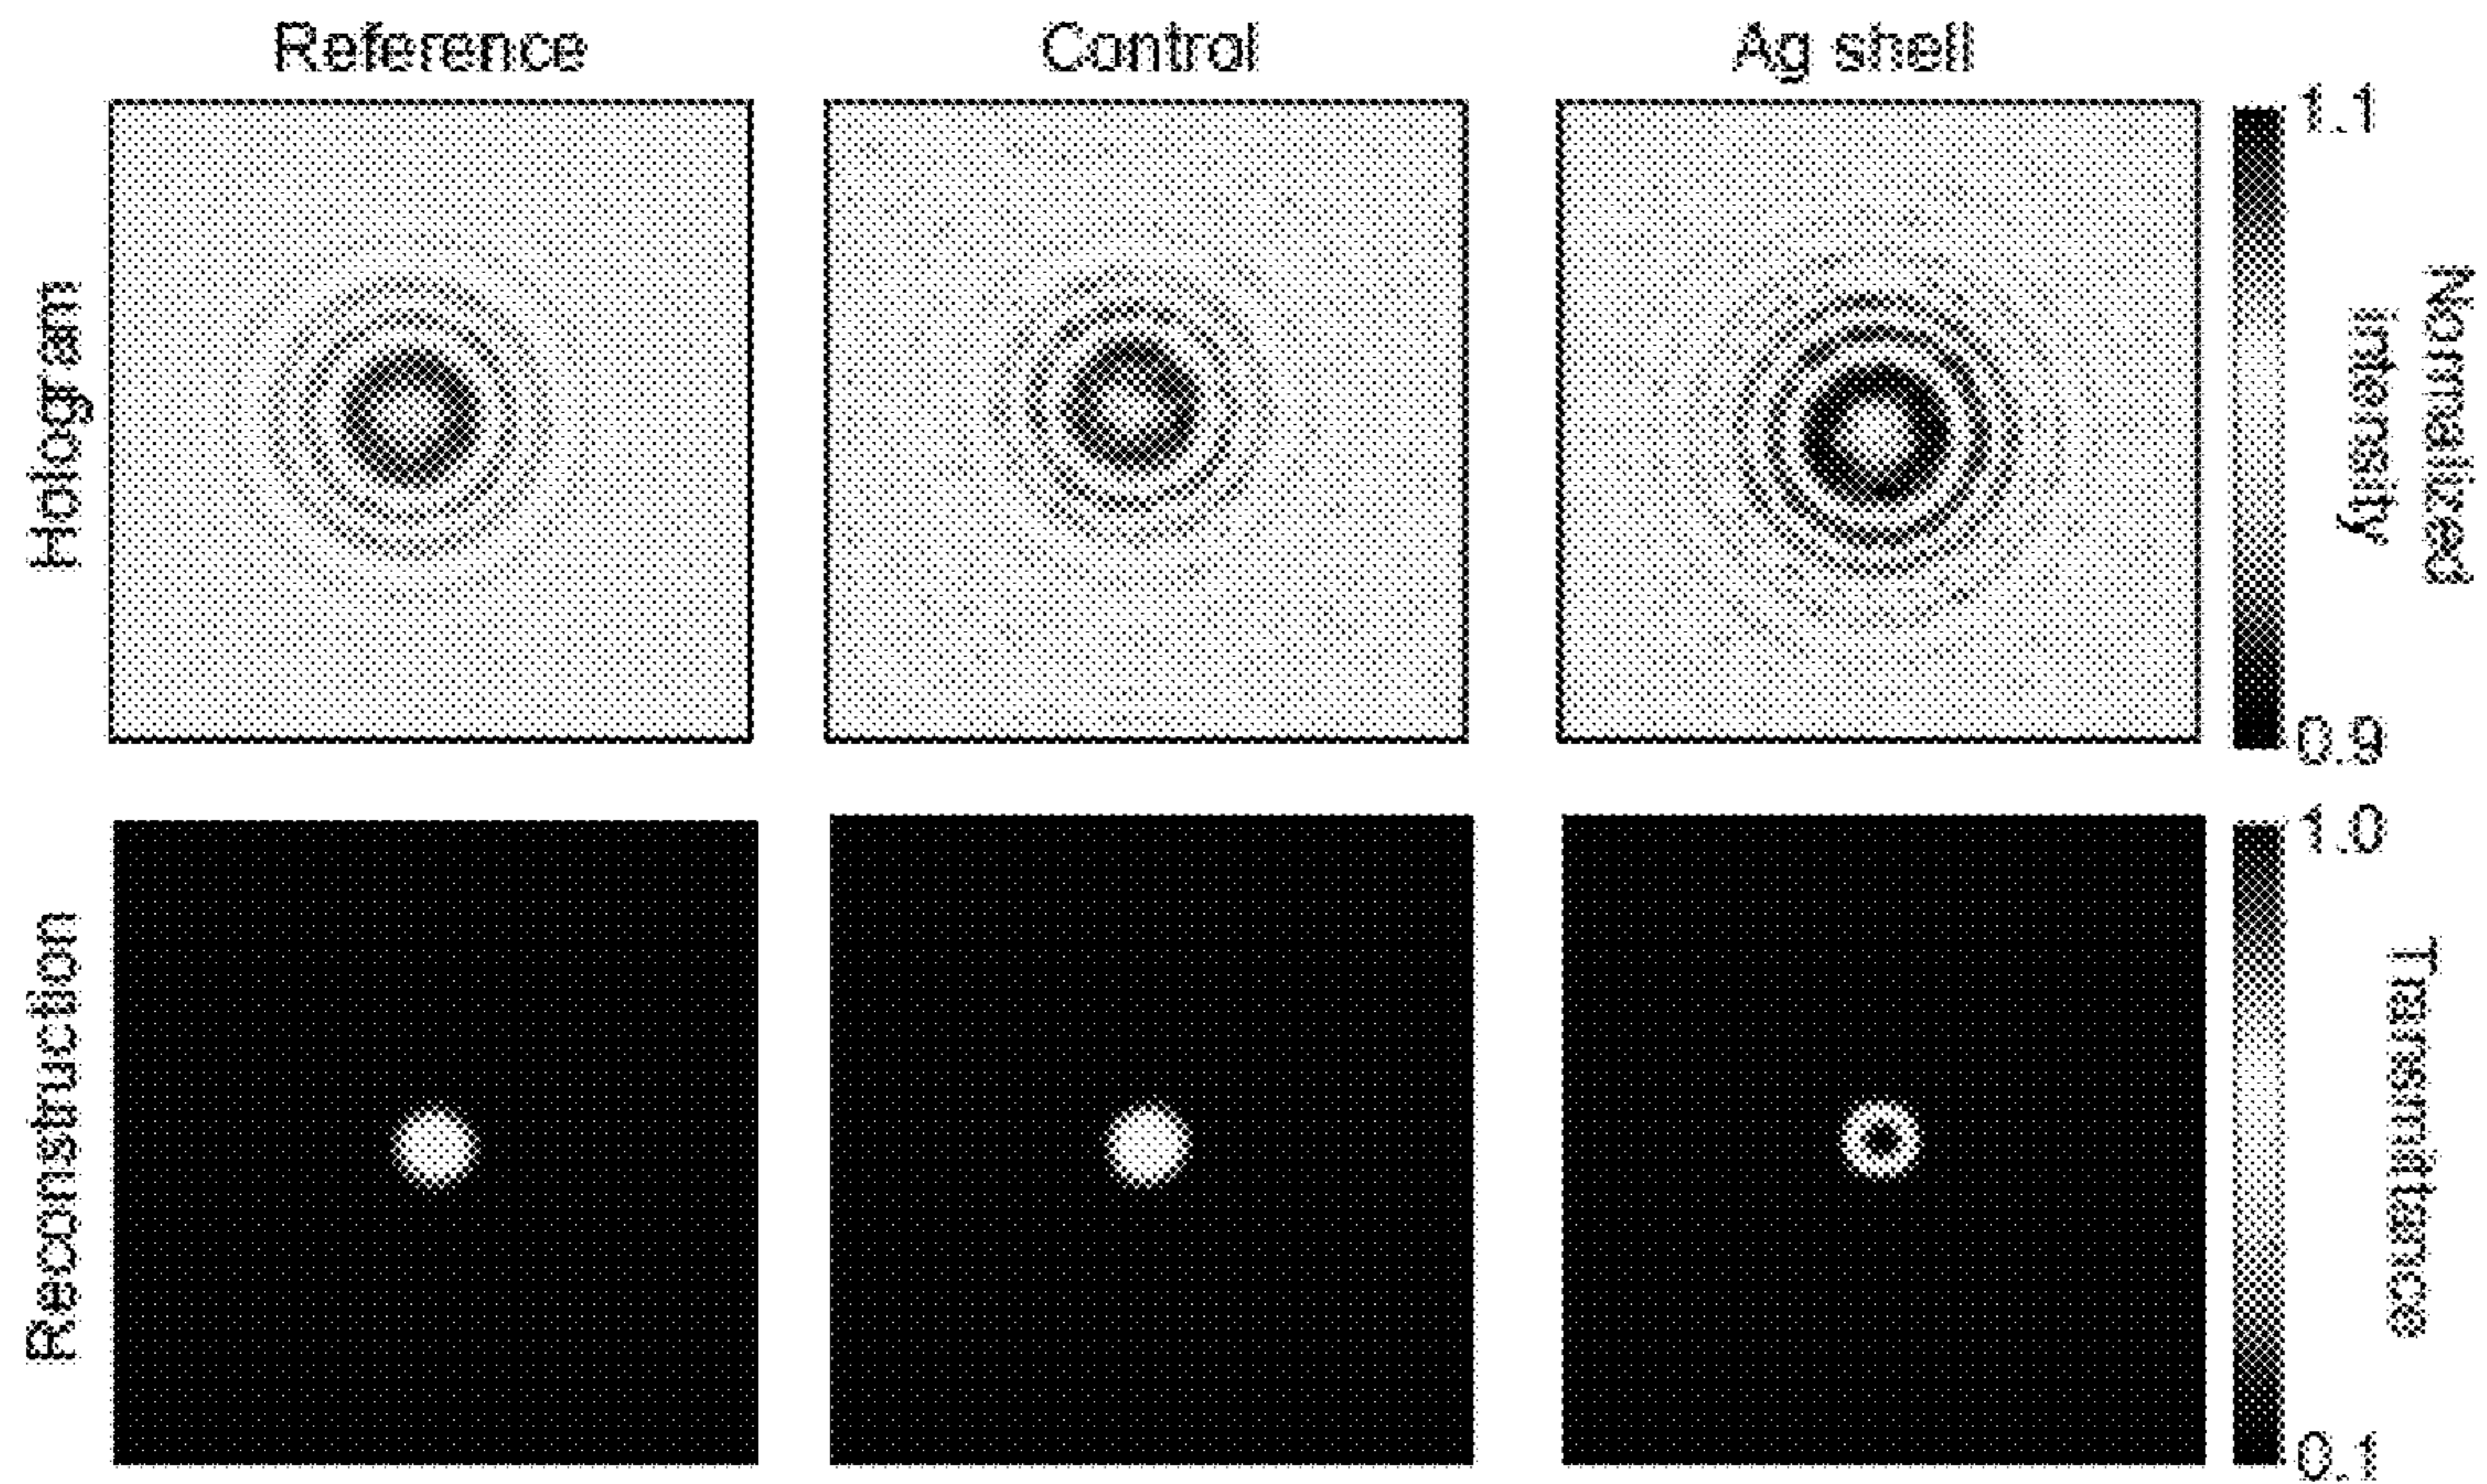 Reference
Control
Ag shell
Hologram
1.1
0.9
Normalized
intensity
Reconstruction
1.0
0.1
Transmittance